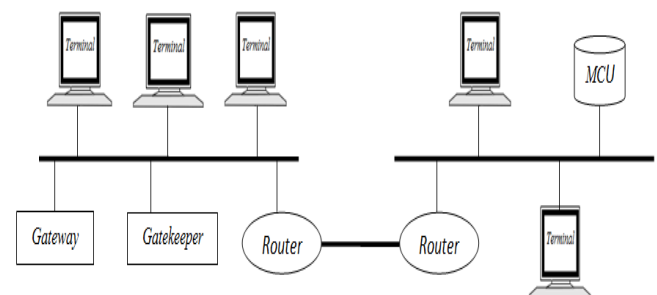 Terminal
Terminal
Terminal
Terminal
MCU
Gateway
Gatekeeper
Router
Router
Terminal